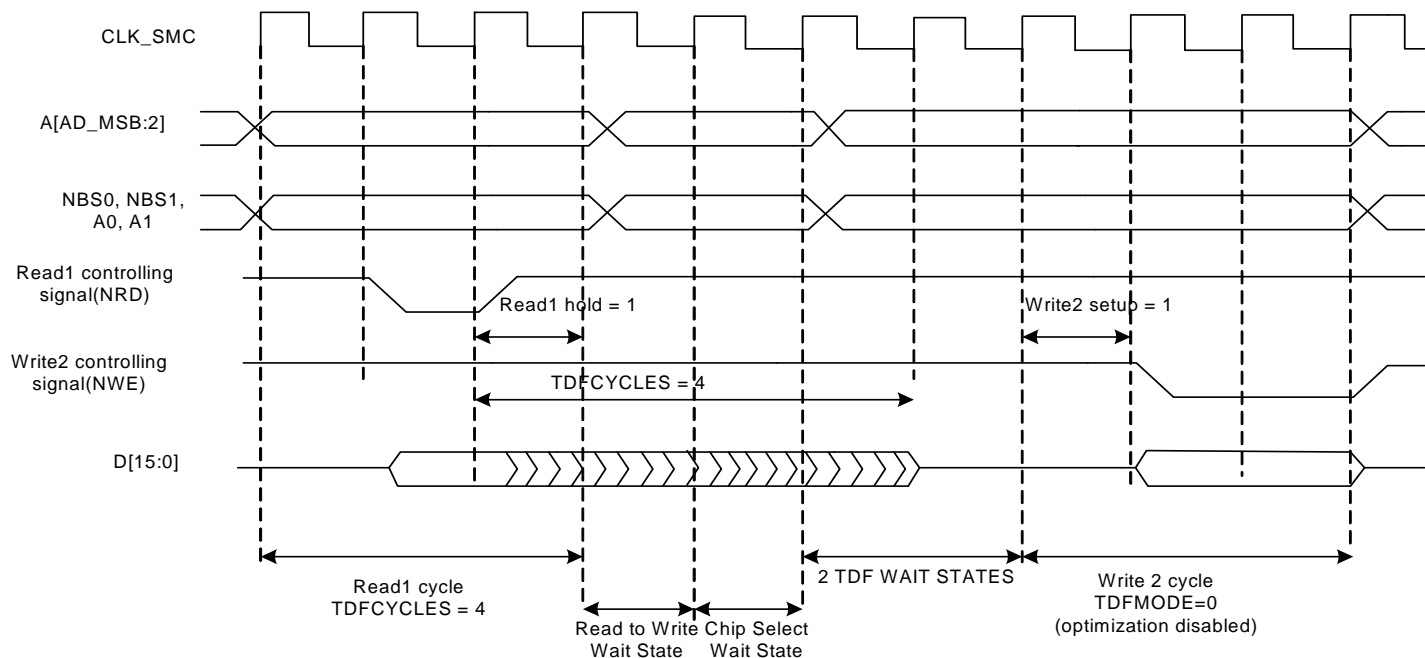 CLK_SMC
A[AD_MSB:2]
NBS0, NBS1,
A0, A1
Read1 controlling
signal(NRD)
Read1 hold = 1
Write2 setup = 1
Write2 controlling
signal(NWE)
TDFCYCLES = 4
D[15:0]
Read1 cycle
TDFCYCLES = 4
Read to Write
Wait State
Chip Select
Wait State
2 TDF WAIT STATES
Write 2 cycle
TDFMODE=0
(optimization disabled)